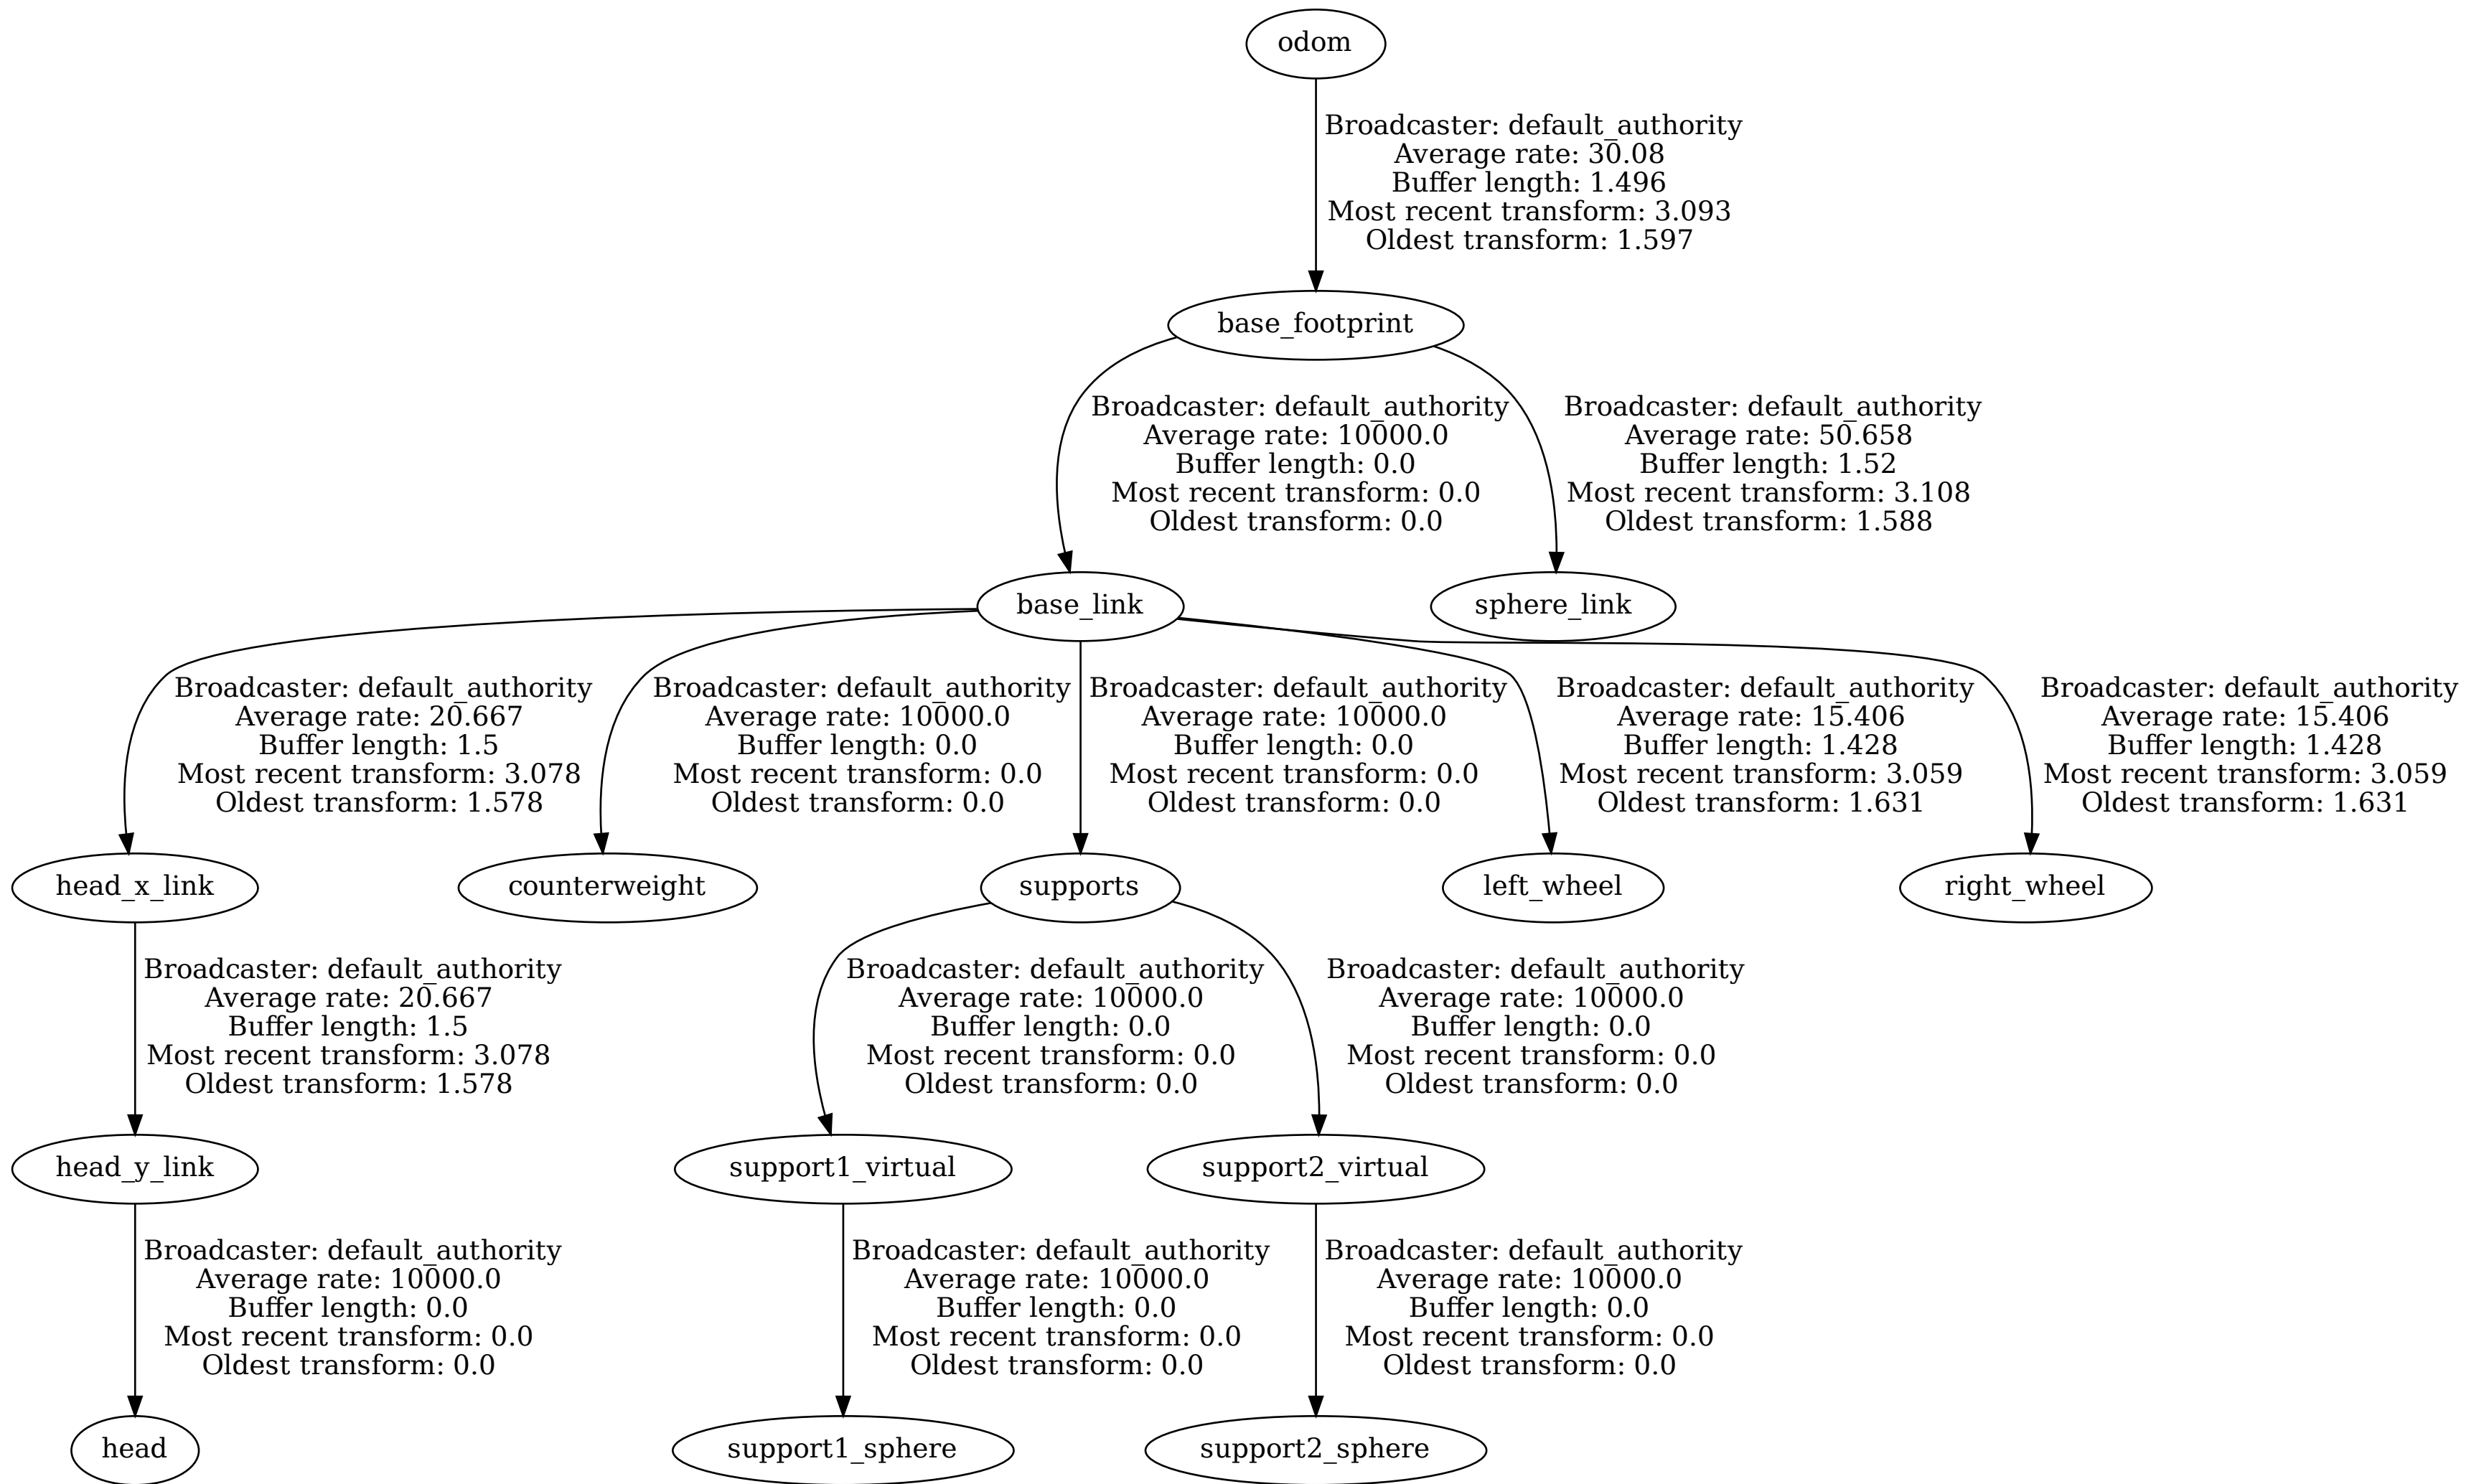 odom
Broadcaster: default_authority
Average rate: 30.08
Buffer length: 1.496
Most recent transform: 3.093
Oldest transform: 1.597
base_footprint
Broadcaster: default_authority
Average rate: 10000.0
Buffer length: 0.0
Most recent transform: 0.0
Oldest transform: 0.0
Broadcaster: default_authority
Average rate: 50.658
Buffer length: 1.52
Most recent transform: 3.108
Oldest transform: 1.588
base_link
sphere_link
Broadcaster: default_authority
Average rate: 20.667
Buffer length: 1.5
Most recent transform: 3.078
Oldest transform: 1.578
Broadcaster: default_authority
Average rate: 10000.0
Buffer length: 0.0
Most recent transform: 0.0
Oldest transform: 0.0
Broadcaster: default_authority
Average rate: 10000.0
Buffer length: 0.0
Most recent transform: 0.0
Oldest transform: 0.0
Broadcaster: default_authority
Average rate: 15.406
Buffer length: 1.428
Most recent transform: 3.059
Oldest transform: 1.631
Broadcaster: default_authority
Average rate: 15.406
Buffer length: 1.428
Most recent transform: 3.059
Oldest transform: 1.631
head_x_link
counterweight
supports
left_wheel
right_wheel
Broadcaster: default_authority
Average rate: 20.667
Buffer length: 1.5
Most recent transform: 3.078
Oldest transform: 1.578
Broadcaster: default_authority
Average rate: 10000.0
Buffer length: 0.0
Most recent transform: 0.0
Oldest transform: 0.0
Broadcaster: default_authority
Average rate: 10000.0
Buffer length: 0.0
Most recent transform: 0.0
Oldest transform: 0.0
head_y_link
support1_virtual
support2_virtual
Broadcaster: default_authority
Average rate: 10000.0
Buffer length: 0.0
Most recent transform: 0.0
Oldest transform: 0.0
Broadcaster: default_authority
Average rate: 10000.0
Buffer length: 0.0
Most recent transform: 0.0
Oldest transform: 0.0
Broadcaster: default_authority
Average rate: 10000.0
Buffer length: 0.0
Most recent transform: 0.0
Oldest transform: 0.0
head
support1_sphere
support2_sphere